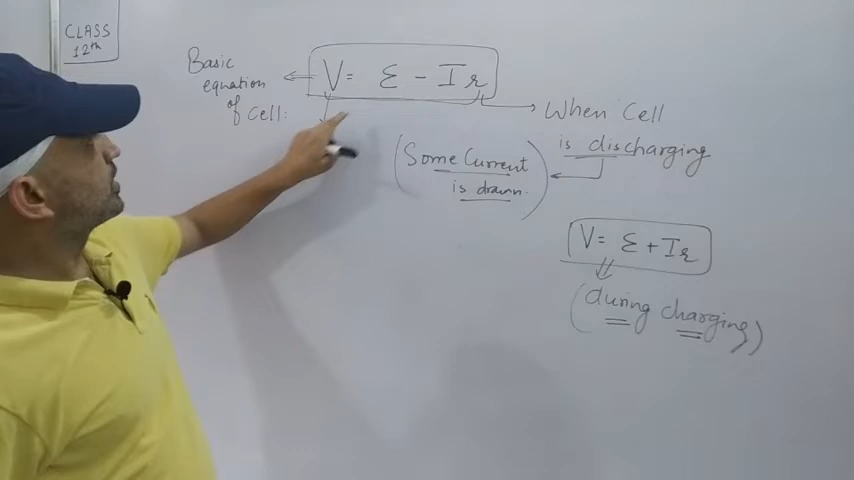 CLASS
12th
Basic
equation
of Cell:
V = ε - Ir
When Cell
is discharging
(Some Current
is drawn.)
V = ε + Ir
(during charging)